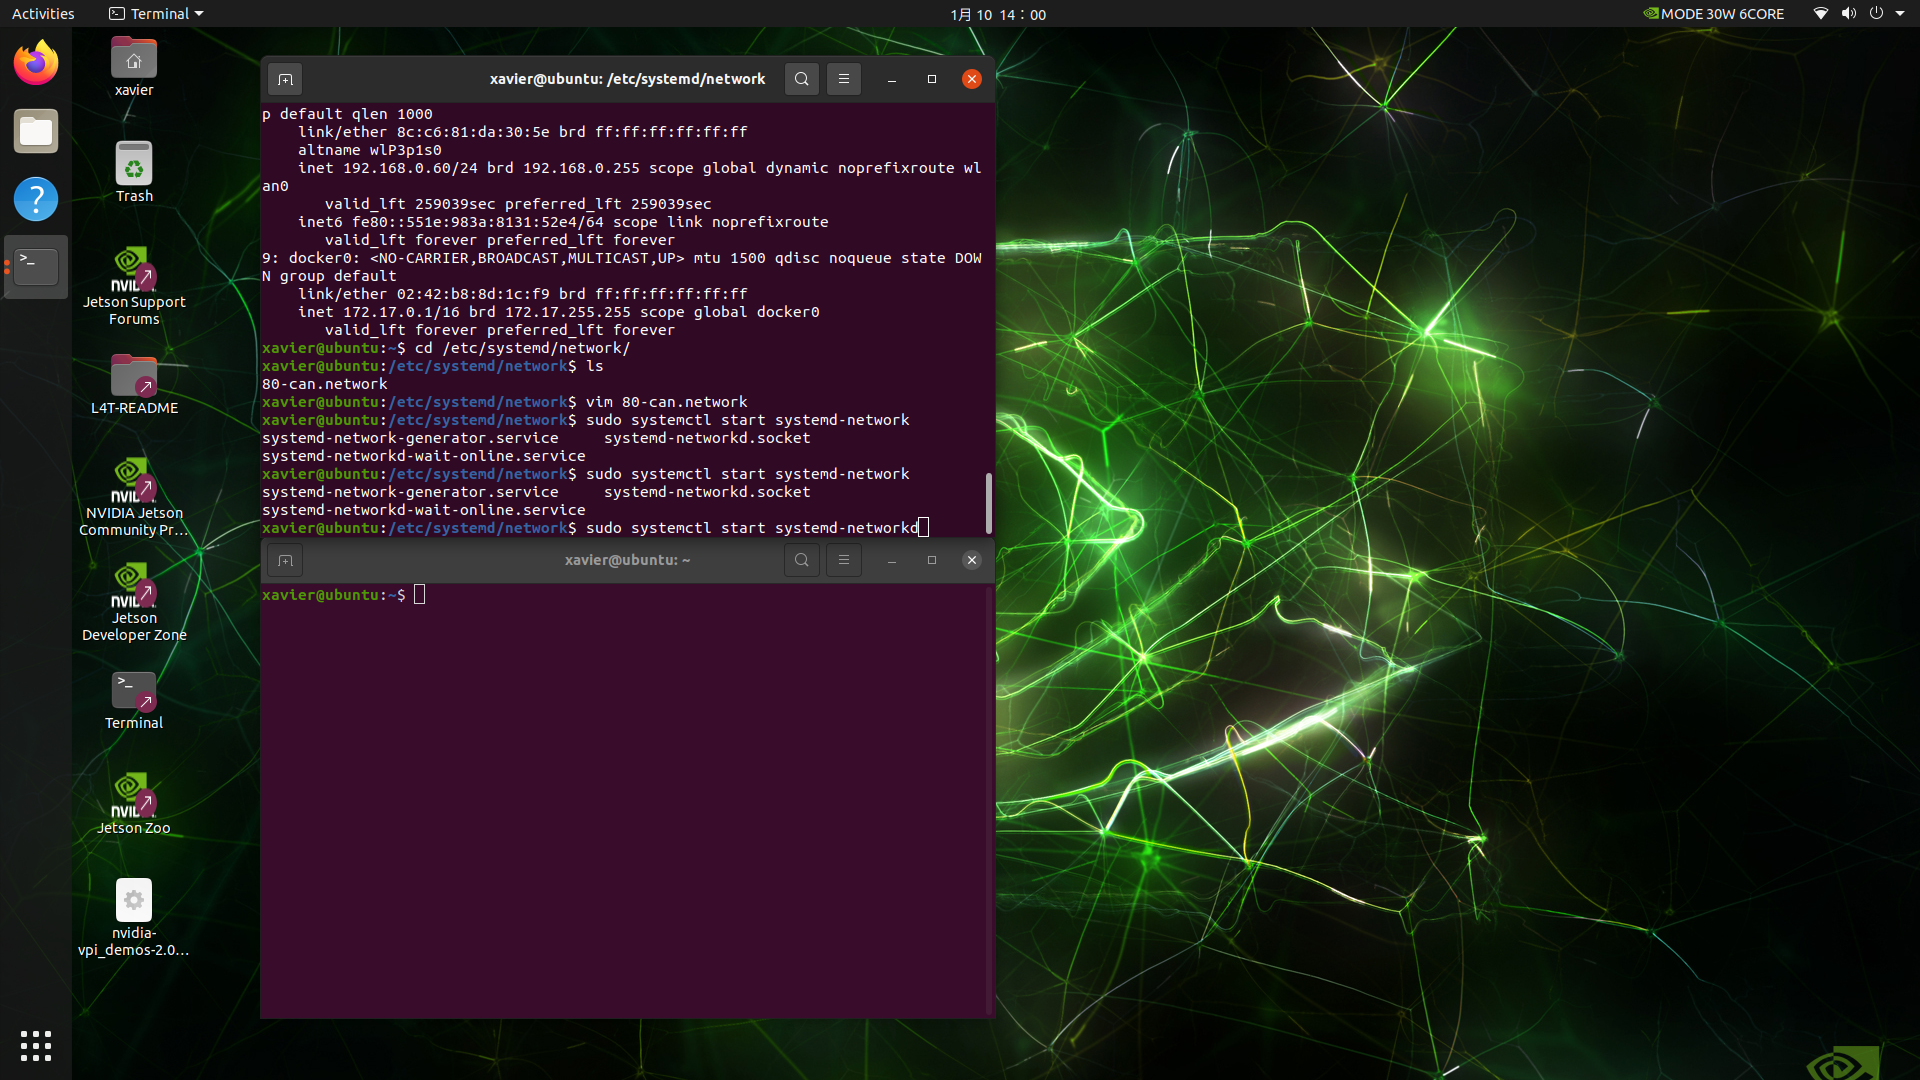 Activities
Terminal
1月 10 14：00
MODE 30W 6CORE
xavier
Trash
Jetson Support
Forums
L4T-README
NVIDIA Jetson
Community Pr…
Jetson
Developer Zone
Terminal
Jetson Zoo
nvidia-
vpi_demos-2.0…
xavier@ubuntu: /etc/systemd/network
p default qlen 1000
link/ether 8c:c6:81:da:30:5e brd ff:ff:ff:ff:ff:ff
altname wlP3p1s0
inet 192.168.0.60/24 brd 192.168.0.255 scope global dynamic noprefixroute wl
an0
valid_lft 259039sec preferred_lft 259039sec
inet6 fe80::551e:983a:8131:52e4/64 scope link noprefixroute
valid_lft forever preferred_lft forever
9: docker0: <NO-CARRIER,BROADCAST,MULTICAST,UP> mtu 1500 qdisc noqueue state DOW
N group default
link/ether 02:42:b8:8d:1c:f9 brd ff:ff:ff:ff:ff:ff
inet 172.17.0.1/16 brd 172.17.255.255 scope global docker0
valid_lft forever preferred_lft forever
xavier@ubuntu:~$ cd /etc/systemd/network/
xavier@ubuntu:/etc/systemd/network$ ls
80-can.network
xavier@ubuntu:/etc/systemd/network$ vim 80-can.network
xavier@ubuntu:/etc/systemd/network$ sudo systemctl start systemd-network
systemd-network-generator.service     systemd-networkd.socket
systemd-networkd-wait-online.service
xavier@ubuntu:/etc/systemd/network$ sudo systemctl start systemd-network
systemd-network-generator.service     systemd-networkd.socket
systemd-networkd-wait-online.service
xavier@ubuntu:/etc/systemd/network$ sudo systemctl start systemd-networkd
xavier@ubuntu: ~
xavier@ubuntu:~$